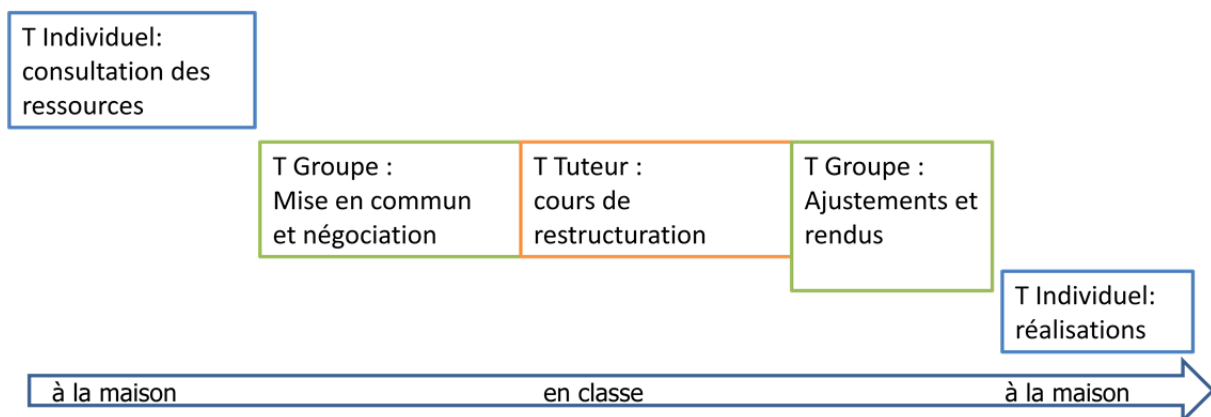 T Individuel:
consultation des
ressources
T Groupe :
Mise en commun
et négociation
T Tuteur :
cours de
restructuration
T Groupe :
Ajustements et
rendus
T Individuel:
réalisations
à la maison
en classe
à la maison